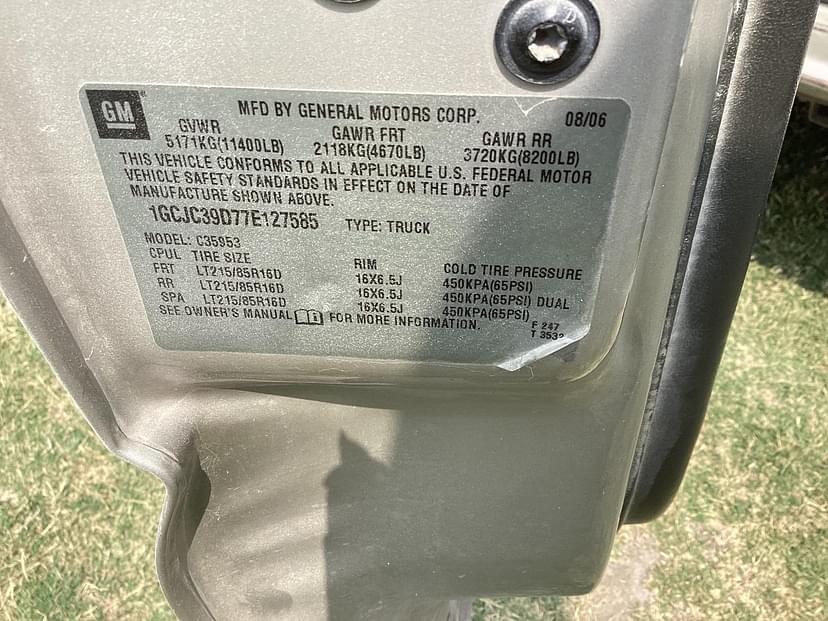 GM
MFD BY GENERAL MOTORS CORP. 08/06
GVWR GAWR FRT GAWR RR
5171KG(11400LB) 2118KG(4670LB) 3720KG(8200LB)
THIS VEHICLE CONFORMS TO ALL APPLICABLE U.S. FEDERAL MOTOR
VEHICLE SAFETY STANDARDS IN EFFECT ON THE DATE OF
MANUFACTURE SHOWN ABOVE.
1GCJC39D77E127585 TYPE: TRUCK
MODEL: C35953
CPUL TIRE SIZE RIM COLD TIRE PRESSURE
FRT LT215/85R16D 16X6.5J 450KPA(65PSI)
RR LT215/85R16D 16X6.5J 450KPA(65PSI) DUAL
SPA LT215/85R16D 16X6.5J 450KPA(65PSI)
SEE OWNER'S MANUAL FOR MORE INFORMATION.
F 247
T 3532